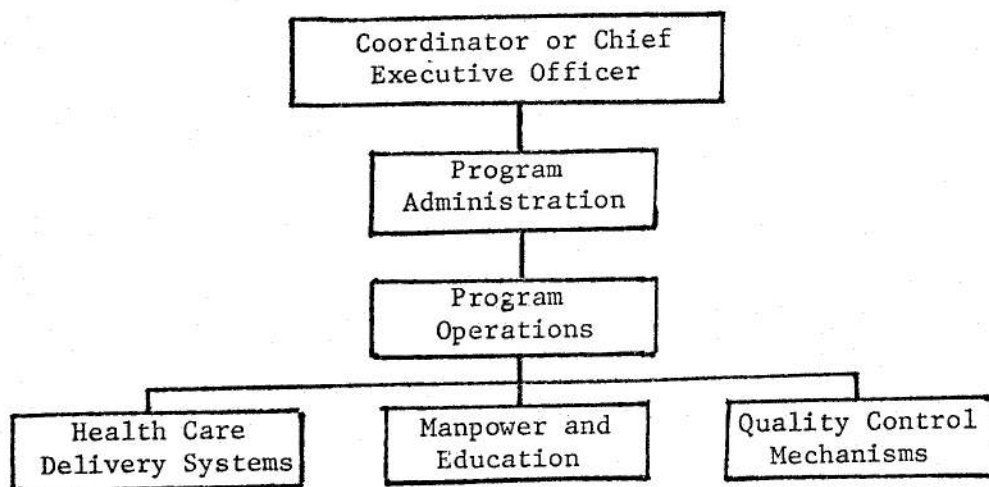 Coordinator or Chief
Executive Officer
Program
Administration
Program
Operations
Health Care
Delivery Systems
Manpower and
Education
Quality Control
Mechanisms